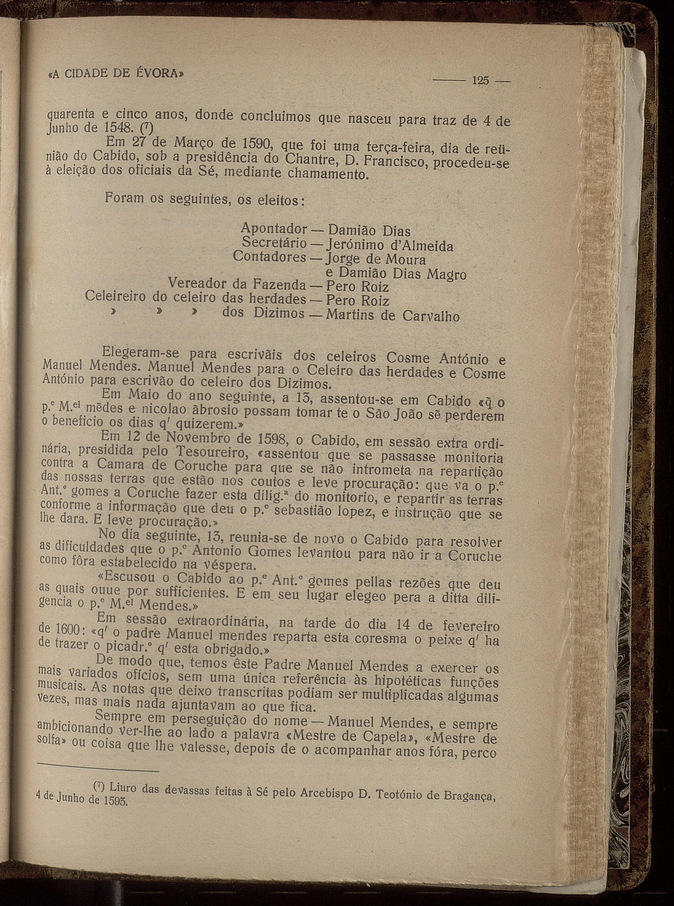 «A CIDADE DE ÉVORA»
—— 125 —
quarenta e cinco anos, donde concluimos que nasceu para traz de 4 de
Junho de 1548. (⁷)
Em 27 de Março de 1590, que foi uma terça-feira, dia de reü-
nião do Cabido, sob a presidência do Chantre, D. Francisco, procedeu-se
à eleição dos oficiais da Sé, mediante chamamento.
Foram os seguintes, os eleitos:
Apontador — Damião Dias
Secretário — Jerónimo d'Almeida
Contadores — Jorge de Moura
e Damião Dias Magro
Vereador da Fazenda — Pero Roiz
Celeireiro do celeiro das herdades — Pero Roiz
» » » dos Dizimos — Martins de Carvalho
Elegeram-se para escrivãis dos celeiros Cosme António e
Manuel Mendes. Manuel Mendes para o Celeiro das herdades e Cosme
António para escrivão do celeiro dos Dizimos.
Em Maio do ano seguinte, a 13, assentou-se em Cabido «q̃ o
p.ᵉ M.ᵉˡ mẽdes e nicolao ãbrosio possam tomar te o São João sẽ perderem
o beneficio os dias q' quizerem.»
Em 12 de Novembro de 1598, o Cabido, em sessão extra ordi-
nária, presidida pelo Tesoureiro, «assentou que se passasse monitoria
contra a Camara de Coruche para que se não intrometa na repartição
das nossas terras que estão nos coutos e leve procuração: que va o p.ᵉ
Ant.º gomes a Coruche fazer esta dilig.ª do monitorio, e repartir as terras
conforme a informação que deu o p.ᵉ sebastião lopez, e instrução que se
lhe dara. E leve procuração.»
No dia seguinte, 13, reunia-se de novo o Cabido para resolver
as dificuldades que o p.ᵉ Antonio Gomes levantou para não ir a Coruche
como fôra estabelecido na véspera.
«Escusou o Cabido ao p.ᵉ Ant.º gomes pellas rezões que deu
as quais ouue por sufficientes. E em seu lugar elegeo pera a ditta dili-
gencia o p.ᵉ M.ᵉˡ Mendes.»
Em sessão extraordinária, na tarde do dia 14 de fevereiro
de 1600: «q' o padre Manuel mendes reparta esta coresma o peixe q' ha
de trazer o picadr.º q' esta obrigado.»
De modo que, temos êste Padre Manuel Mendes a exercer os
mais variados ofícios, sem uma única referência às hipotéticas funções
musicais. As notas que deixo transcritas podiam ser multiplicadas algumas
vezes, mas mais nada ajuntavam ao que fica.
Sempre em perseguição do nome — Manuel Mendes, e sempre
ambicionando ver-lhe ao lado a palavra «Mestre de Capela», «Mestre de
solfa» ou coisa que lhe valesse, depois de o acompanhar anos fóra, perco
(⁷) Liuro das devassas feitas à Sé pelo Arcebispo D. Teotónio de Bragança,
4 de Junho de 1593.